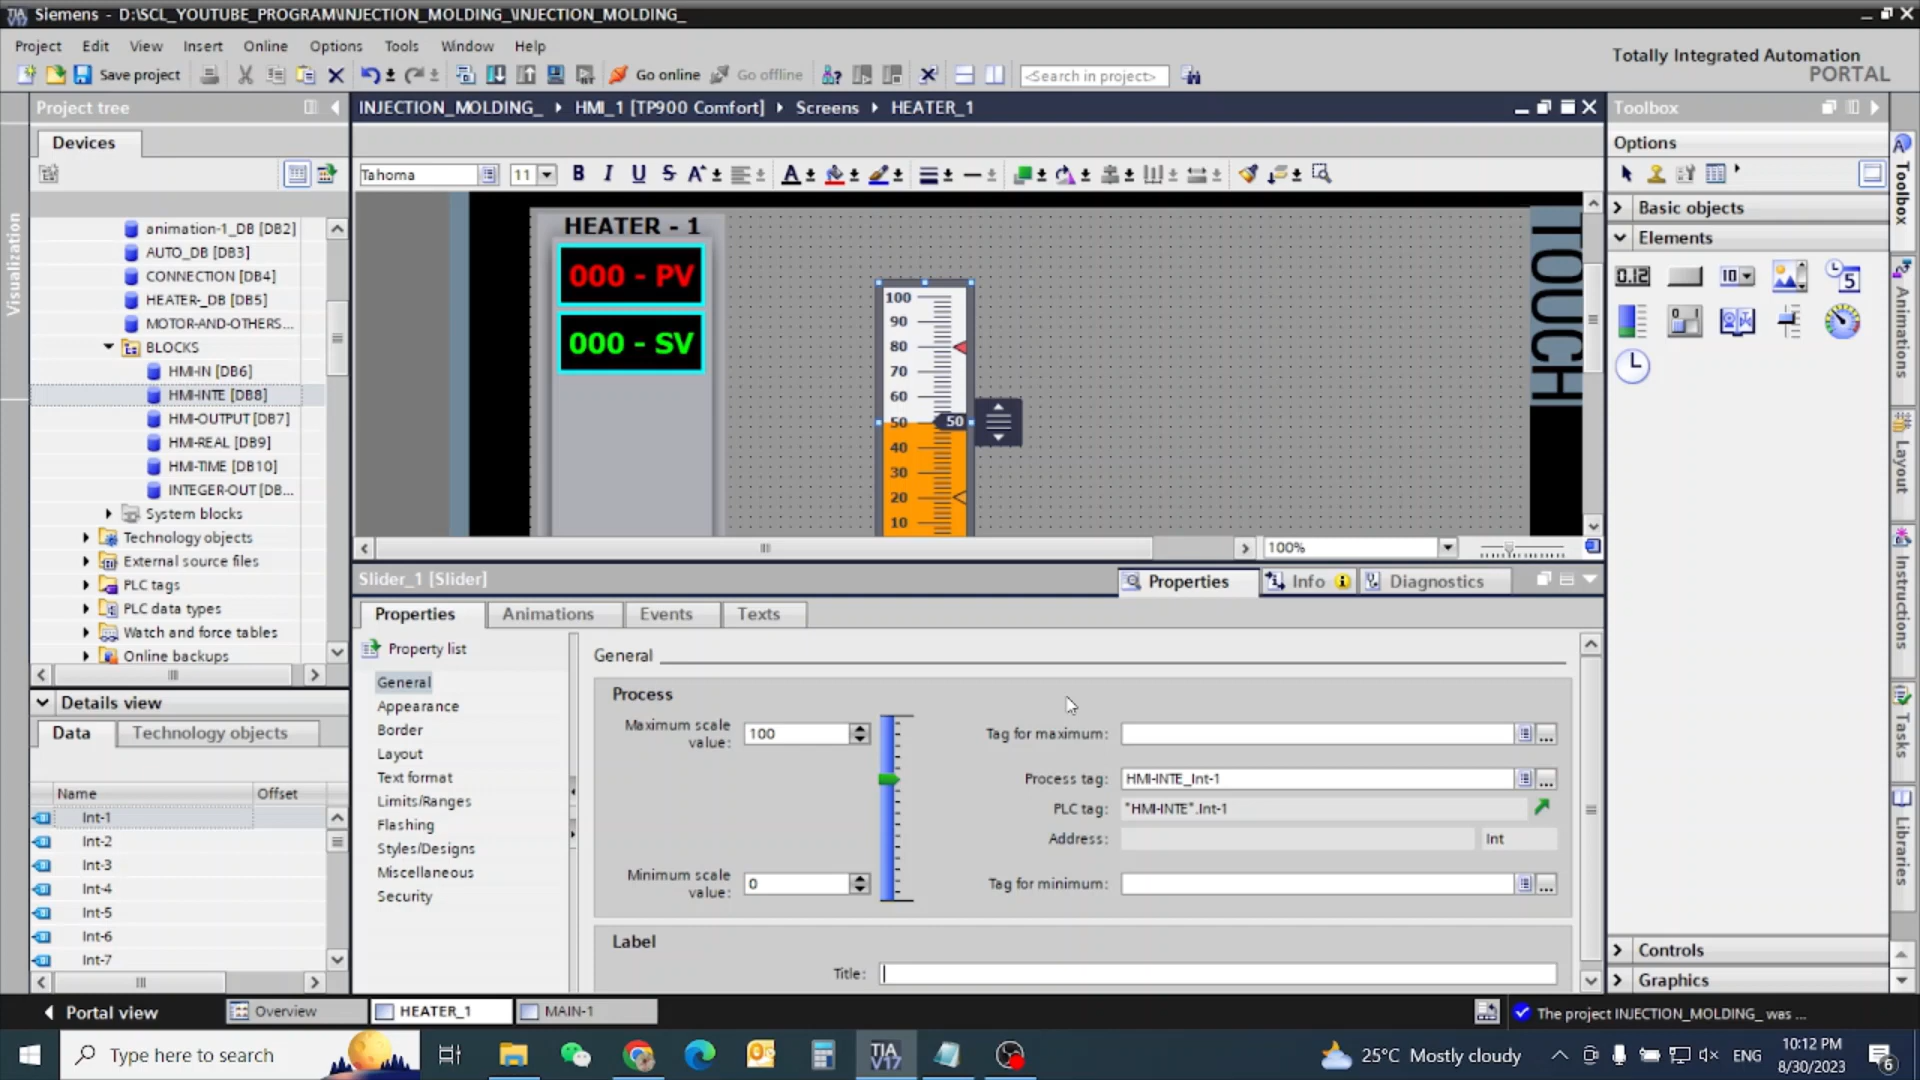 Siemens - D:\SCL_YOUTUBE_PROGRAM\INJECTION_MOLDING_\INJECTION_MOLDING_
Project Edit View Insert Online Options Tools Window Help
Totally Integrated Automation
PORTAL
Save project
Go online
Go offline
<Search in project>
Project tree
INJECTION_MOLDING_ HMI_1 [TP900 Comfort] Screens HEATER_1
Toolbox
Devices
Options
Tahoma
11
B I U S
Visualization
animation-1_DB [DB2]
AUTO_DB [DB3]
CONNECTION [DB4]
HEATER-_DB [DB5]
MOTOR-AND-OTHERS...
BLOCKS
HMI-IN [DB6]
HMI-INTE [DB8]
HMI-OUTPUT [DB7]
HMI-REAL [DB9]
HMI-TIME [DB10]
INTEGER-OUT [DB...
System blocks
Technology objects
External source files
PLC tags
PLC data types
Watch and force tables
Online backups
HEATER - 1
000 - PV
000 - SV
100
90
80
70
60
50
50
40
30
20
10
TOUCH
100%
Basic objects
Elements
0.12
10
5
Controls
Graphics
Toolbox
Animations
Layout
Instructions
Tasks
Libraries
Details view
Data
Technology objects
Name
Offset
Int-1
Int-2
Int-3
Int-4
Int-5
Int-6
Int-7
Slider_1 [Slider]
Properties
Info
Diagnostics
Properties
Animations
Events
Texts
Property list
General
Appearance
Border
Layout
Text format
Limits/Ranges
Flashing
Styles/Designs
Miscellaneous
Security
General
Process
Maximum scale
value:
100
Tag for maximum:
Process tag:
HMI-INTE_Int-1
PLC tag:
"HMI-INTE".Int-1
Address:
Int
Minimum scale
value:
0
Tag for minimum:
Label
Title:
Portal view
Overview
HEATER_1
MAIN-1
The project INJECTION_MOLDING_ was ...
Type here to search
TIA
V17
25°C Mostly cloudy
ENG
10:12 PM
8/30/2023
6